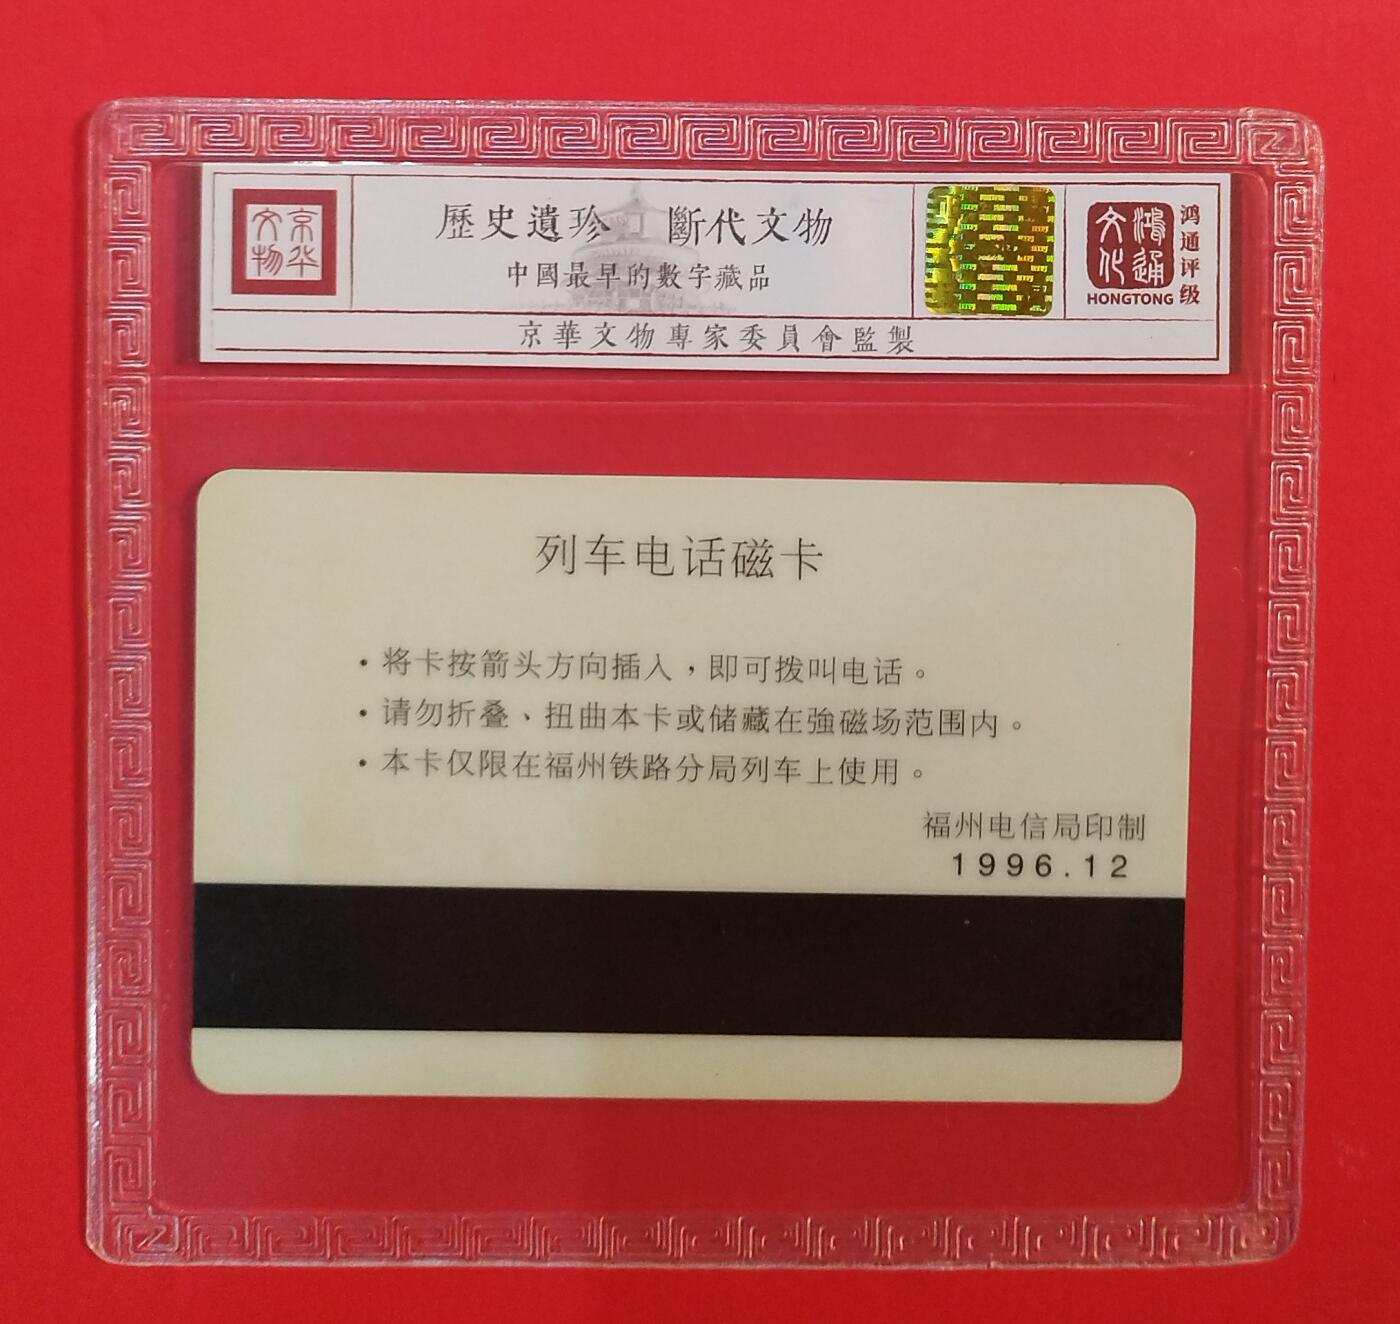 京华文物
歷史遺珍 斷代文物
中國最早的數字藏品
京華文物專家委員會監製
鸿通文化
HONGTONG
鸿通评级
列车电话磁卡
·将卡按箭头方向插入，即可拨叫电话。
·请勿折叠、扭曲本卡或储藏在強磁场范围内。
·本卡仅限在福州铁路分局列车上使用。
福州电信局印制
1996.12